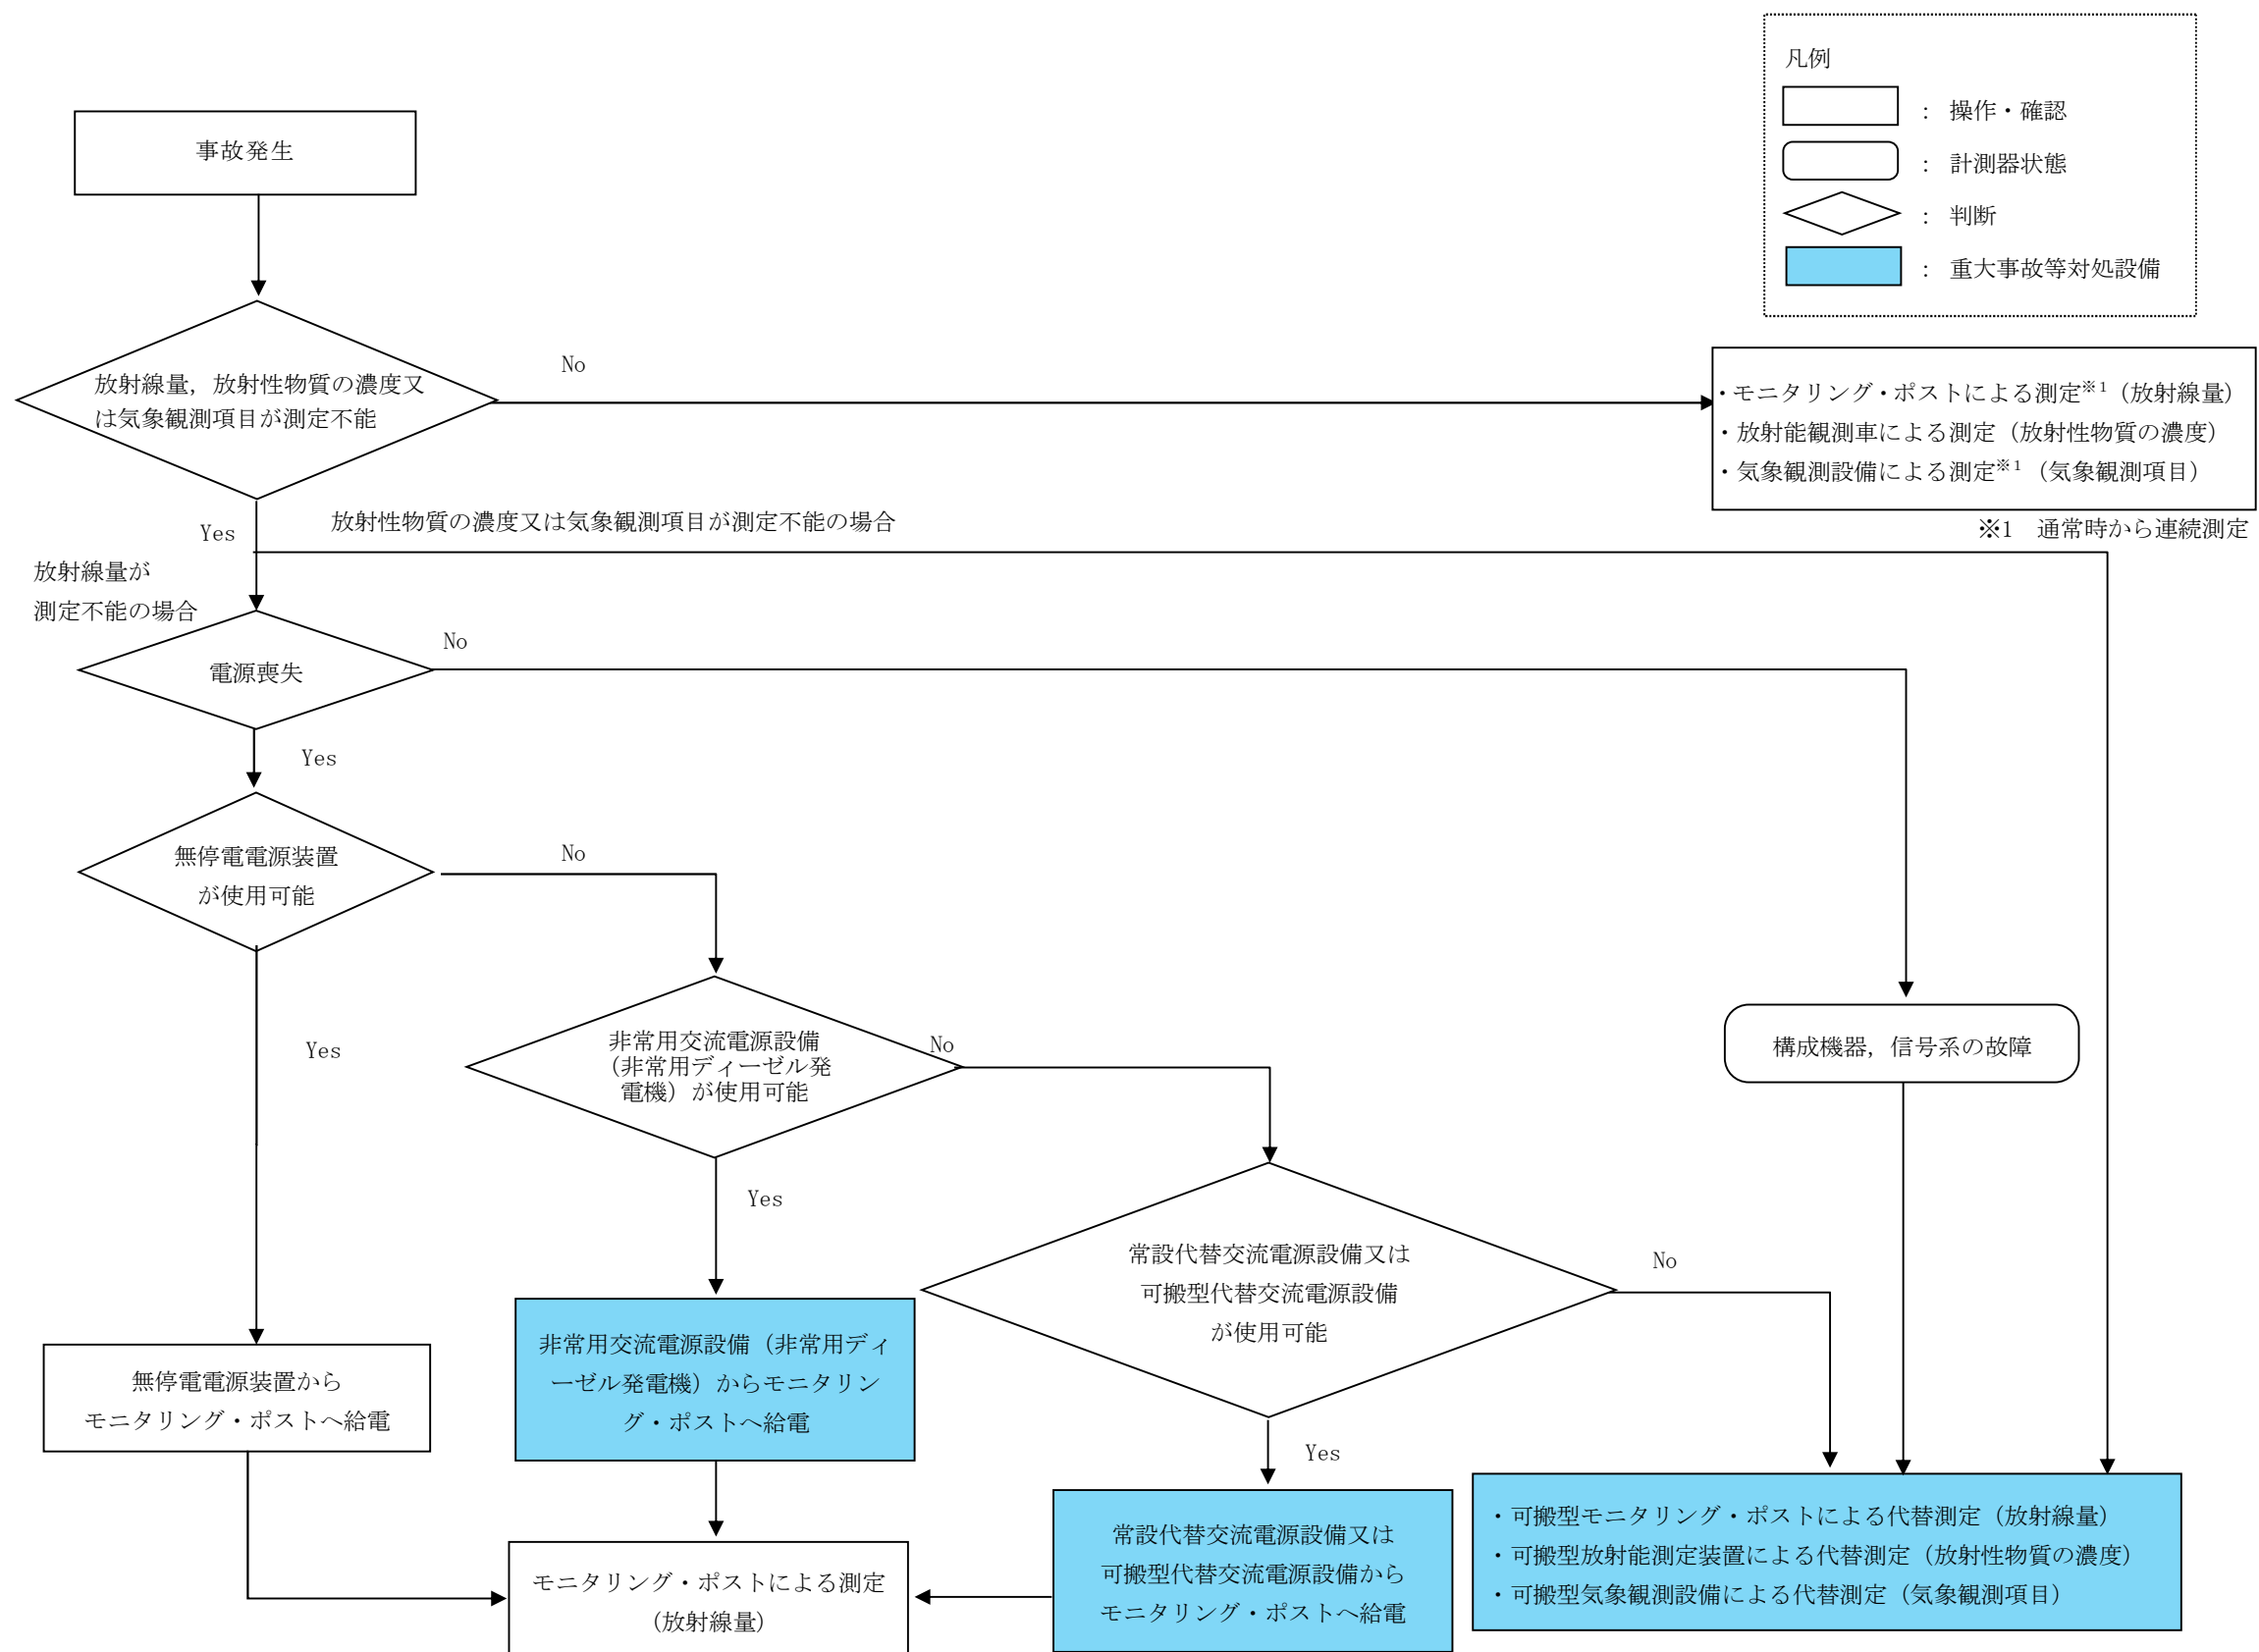 凡例
： 操作・確認
： 計測器状態
： 判断
： 重大事故等対処設備
事故発生
放射線量，放射性物質の濃度又
は気象観測項目が測定不能
No
・モニタリング・ポストによる測定※1（放射線量）
・放射能観測車による測定（放射性物質の濃度）
・気象観測設備による測定※1（気象観測項目）
※1　通常時から連続測定
Yes
放射性物質の濃度又は気象観測項目が測定不能の場合
放射線量が
測定不能の場合
電源喪失
No
Yes
無停電電源装置
が使用可能
No
Yes
非常用交流電源設備
（非常用ディーゼル発
電機）が使用可能
No
構成機器，信号系の故障
Yes
常設代替交流電源設備又は
可搬型代替交流電源設備
が使用可能
No
Yes
無停電電源装置から
モニタリング・ポストへ給電
非常用交流電源設備（非常用ディ
ーゼル発電機）からモニタリン
グ・ポストへ給電
常設代替交流電源設備又は
可搬型代替交流電源設備から
モニタリング・ポストへ給電
・可搬型モニタリング・ポストによる代替測定（放射線量）
・可搬型放射能測定装置による代替測定（放射性物質の濃度）
・可搬型気象観測設備による代替測定（気象観測項目）
モニタリング・ポストによる測定
（放射線量）